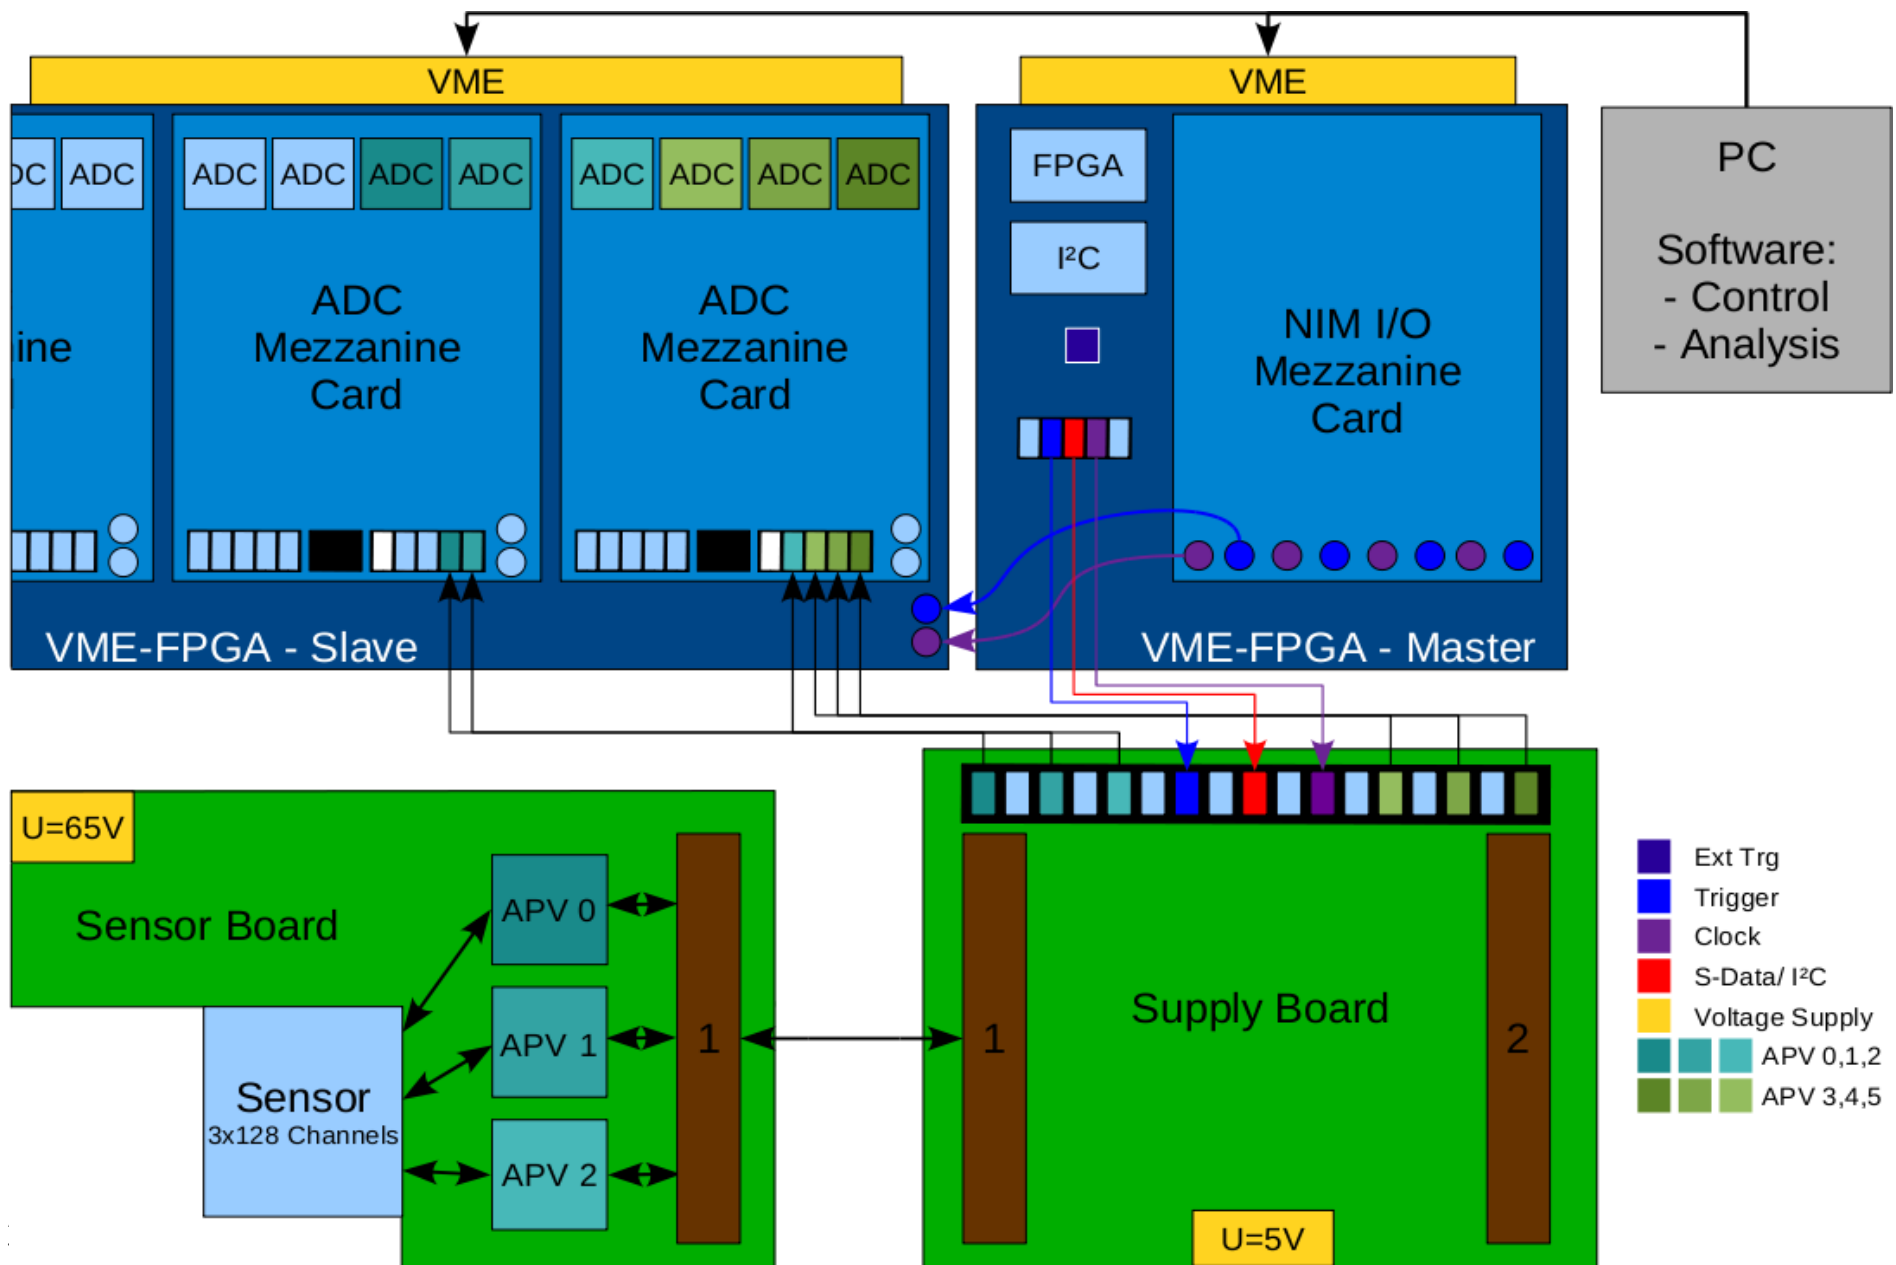 VME
VME
DC
ADC
ADC
ADC
ADC
ADC
ADC
ADC
ADC
ADC
FPGA
I²C
PC
Software:
- Control
- Analysis
ine
ADC
Mezzanine
Card
ADC
Mezzanine
Card
NIM I/O
Mezzanine
Card
VME-FPGA - Slave
VME-FPGA - Master
U=65V
Sensor Board
APV 0
APV 1
APV 2
1
Sensor
3x128 Channels
1
Supply Board
2
U=5V
Ext Trg
Trigger
Clock
S-Data/ I²C
Voltage Supply
APV 0,1,2
APV 3,4,5